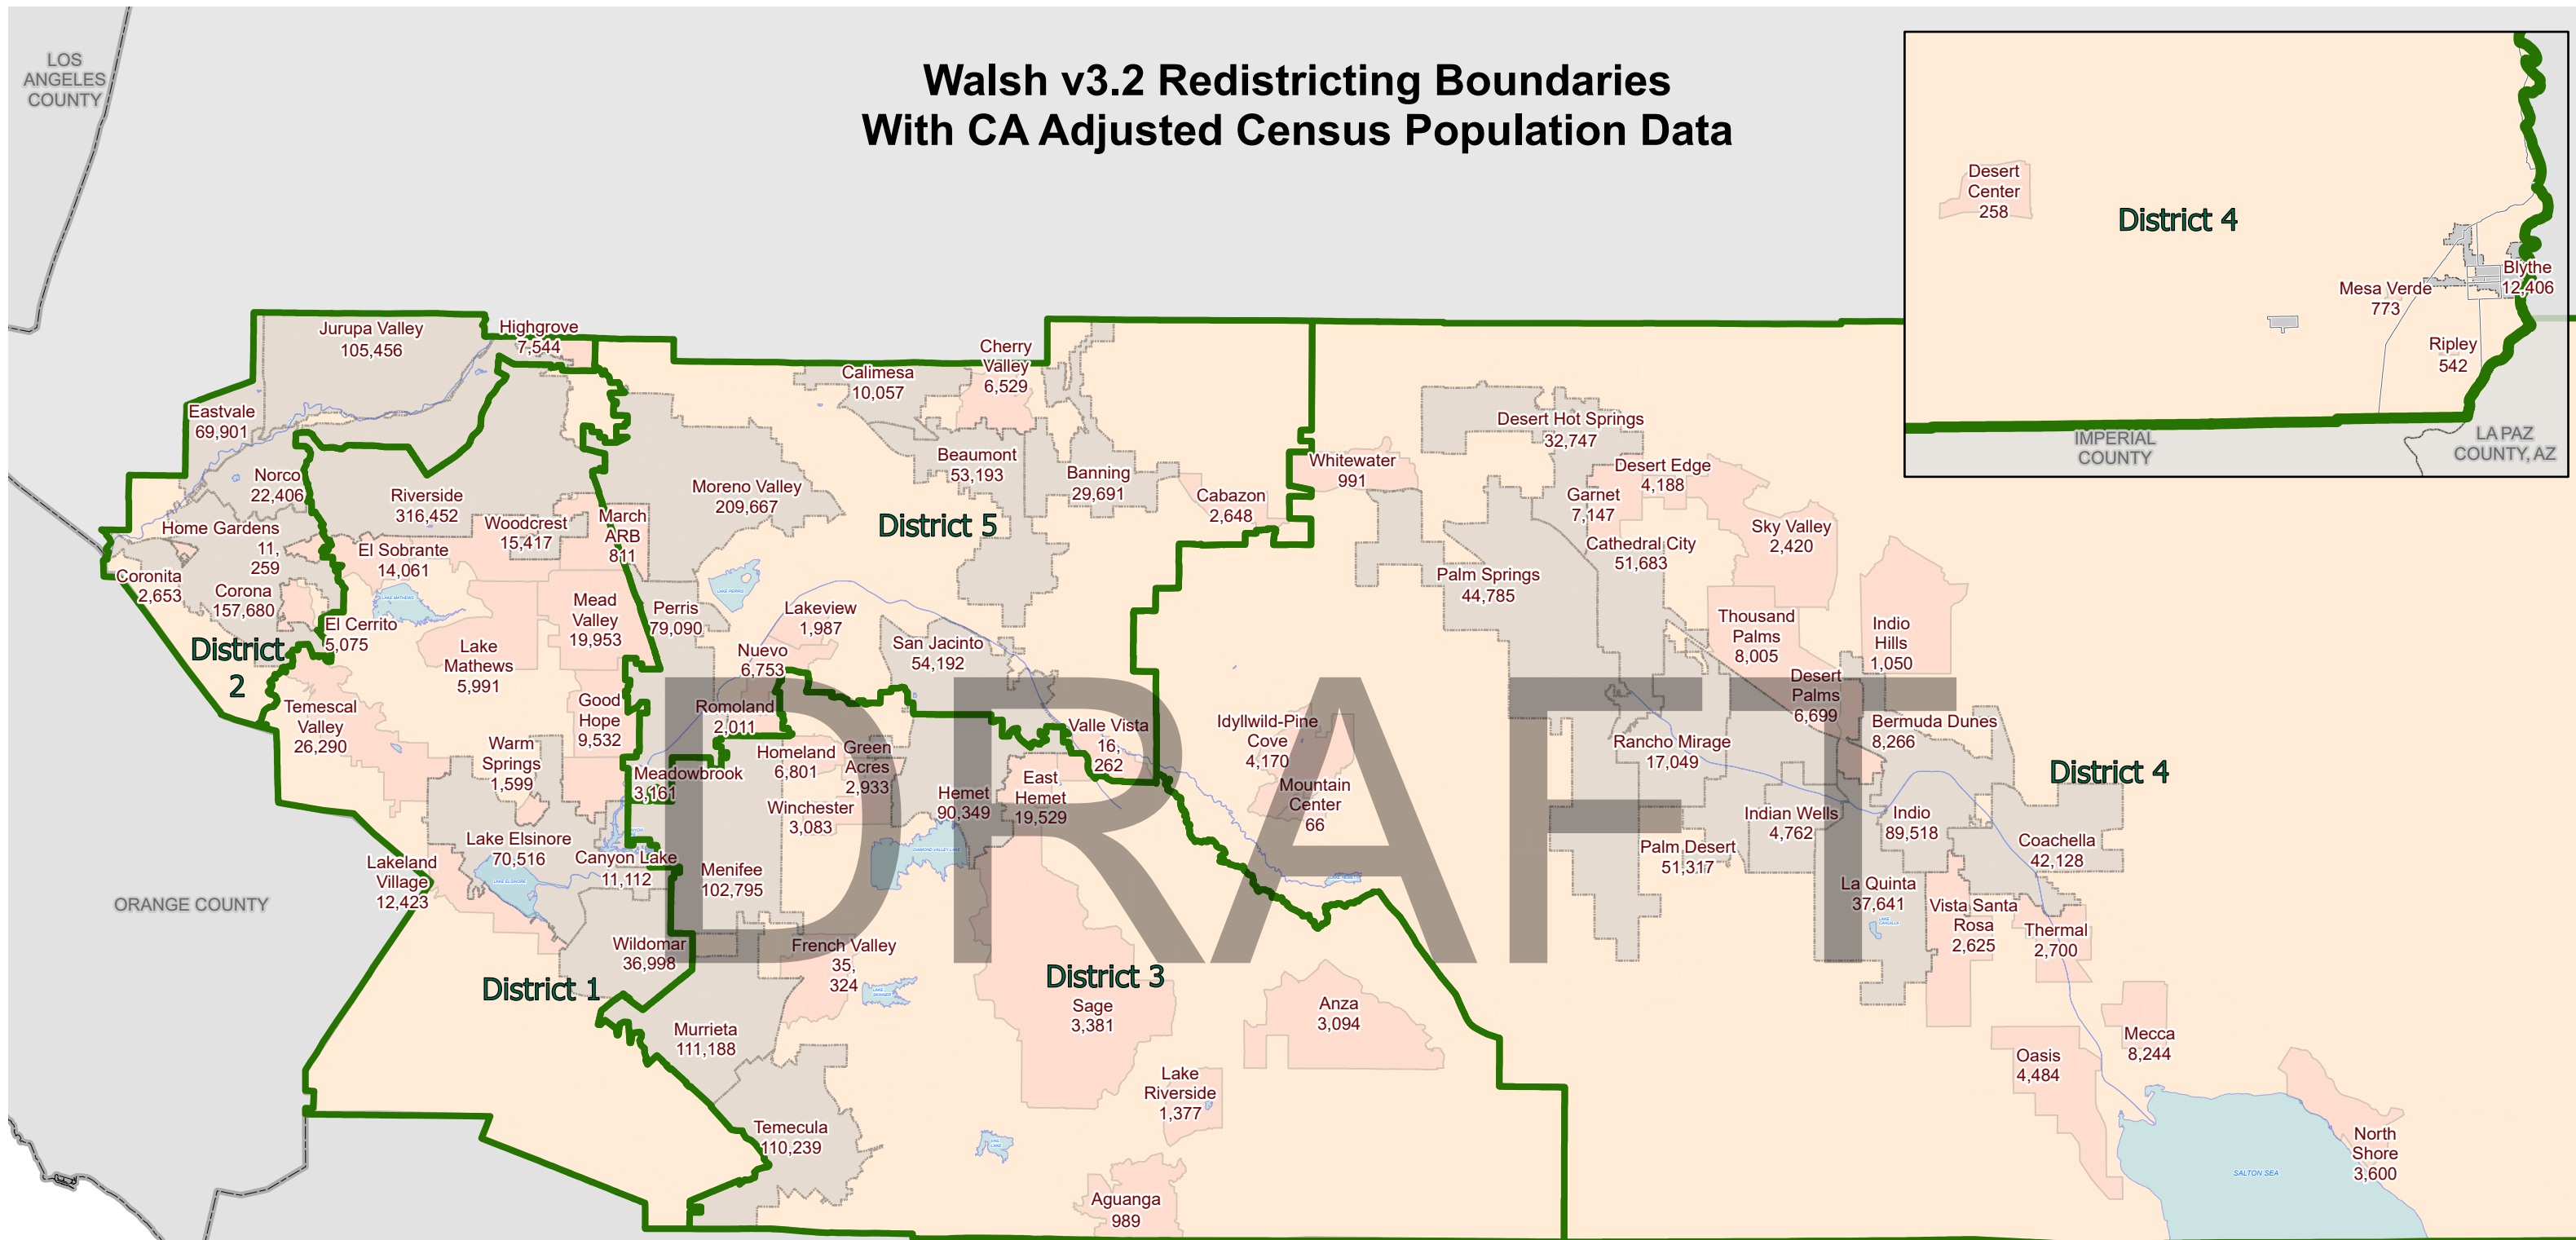 Walsh v3.2 Redistricting Boundaries
With CA Adjusted Census Population Data
LOS
ANGELES
COUNTY
Desert
Center
258
District 4
Mesa Verde
773
Blythe
12,406
Ripley
542
IMPERIAL
COUNTY
LA PAZ
COUNTY, AZ
Jurupa Valley
105,456
Highgrove
7,544
Eastvale
69,901
Norco
22,406
Riverside
316,452
Woodcrest
15,417
March
ARB
811
Home Gardens
11,
259
El Sobrante
14,061
Coronita
2,653
Corona
157,680
LAKE MATHEWS
El Cerrito
5,075
District
2
Lake
Mathews
5,991
Mead
Valley
19,953
Temescal
Valley
26,290
Good
Hope
9,532
Warm
Springs
1,599
Meadowbrook
3,161
Lake Elsinore
70,516
LAKE ELSINORE
Canyon Lake
11,112
Lakeland
Village
12,423
ORANGE COUNTY
Wildomar
36,998
District 1
Calimesa
10,057
Cherry
Valley
6,529
Beaumont
53,193
Banning
29,691
Cabazon
2,648
Moreno Valley
209,667
District 5
LAKE PERRIS
Perris
79,090
Lakeview
1,987
Nuevo
6,753
San Jacinto
54,192
Romoland
2,011
Homeland
6,801
Green
Acres
2,933
Winchester
3,083
Valle Vista
16,
262
Hemet
90,349
East
Hemet
19,529
DIAMOND VALLEY LAKE
Menifee
102,795
French Valley
35,
324
LAKE
SKINNER
District 3
Sage
3,381
Anza
3,094
Murrieta
111,188
Lake
Riverside
1,377
Temecula
110,239
Aguanga
989
Idyllwild-Pine
Cove
4,170
Mountain
Center
66
Whitewater
991
Desert Hot Springs
32,747
Desert Edge
4,188
Garnet
7,147
Sky Valley
2,420
Cathedral City
51,683
Palm Springs
44,785
Thousand
Palms
8,005
Indio
Hills
1,050
Desert
Palms
6,699
Bermuda Dunes
8,266
Rancho Mirage
17,049
District 4
Indian Wells
4,762
Indio
89,518
Coachella
42,128
Palm Desert
51,317
La Quinta
37,641
LAKE
CAHUILLA
Vista Santa
Rosa
2,625
Thermal
2,700
Mecca
8,244
Oasis
4,484
North
Shore
3,600
SALTON SEA
DRAFT